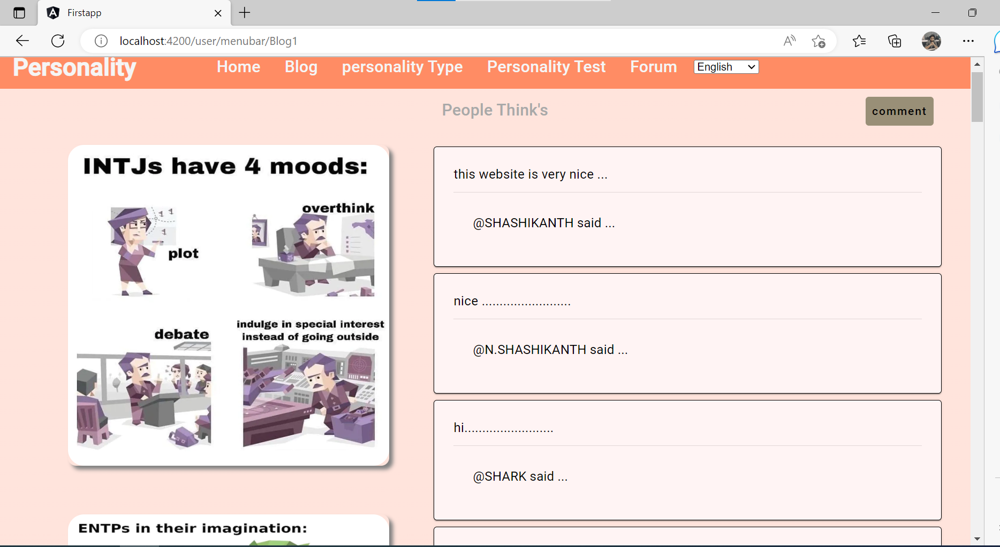 Firstapp
localhost:4200/user/menubar/Blog1
Personality
Home Blog personality Type Personality Test Forum English
People Think's
comment
INTJs have 4 moods:
plot
overthink
debate
indulge in special interest
instead of going outside
ENTPs in their imagination:
this website is very nice ...
@SHASHIKANTH said ...
nice .........................
@N.SHASHIKANTH said ...
hi.........................
@SHARK said ...